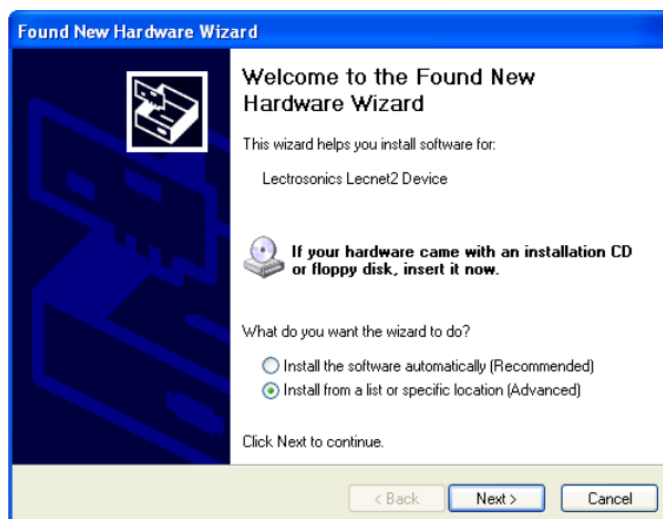 Found New Hardware Wizard
Welcome to the Found New
Hardware Wizard
This wizard helps you install software for:
Lectrosonics Lecnet2 Device
If your hardware came with an installation CD
or floppy disk, insert it now.
What do you want the wizard to do?
Install the software automatically (Recommended)
Install from a list or specific location (Advanced)
Click Next to continue.
< Back
Next >
Cancel